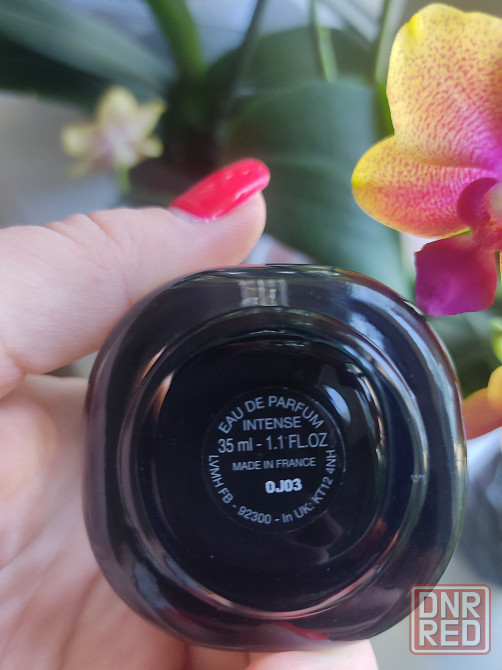 EAU DE PARFUM
INTENSE
35 ml - 1.1 FL.OZ
MADE IN FRANCE
0J03
LVMH FB - 92300 - In UK: KT12 4NH
DNR
RED